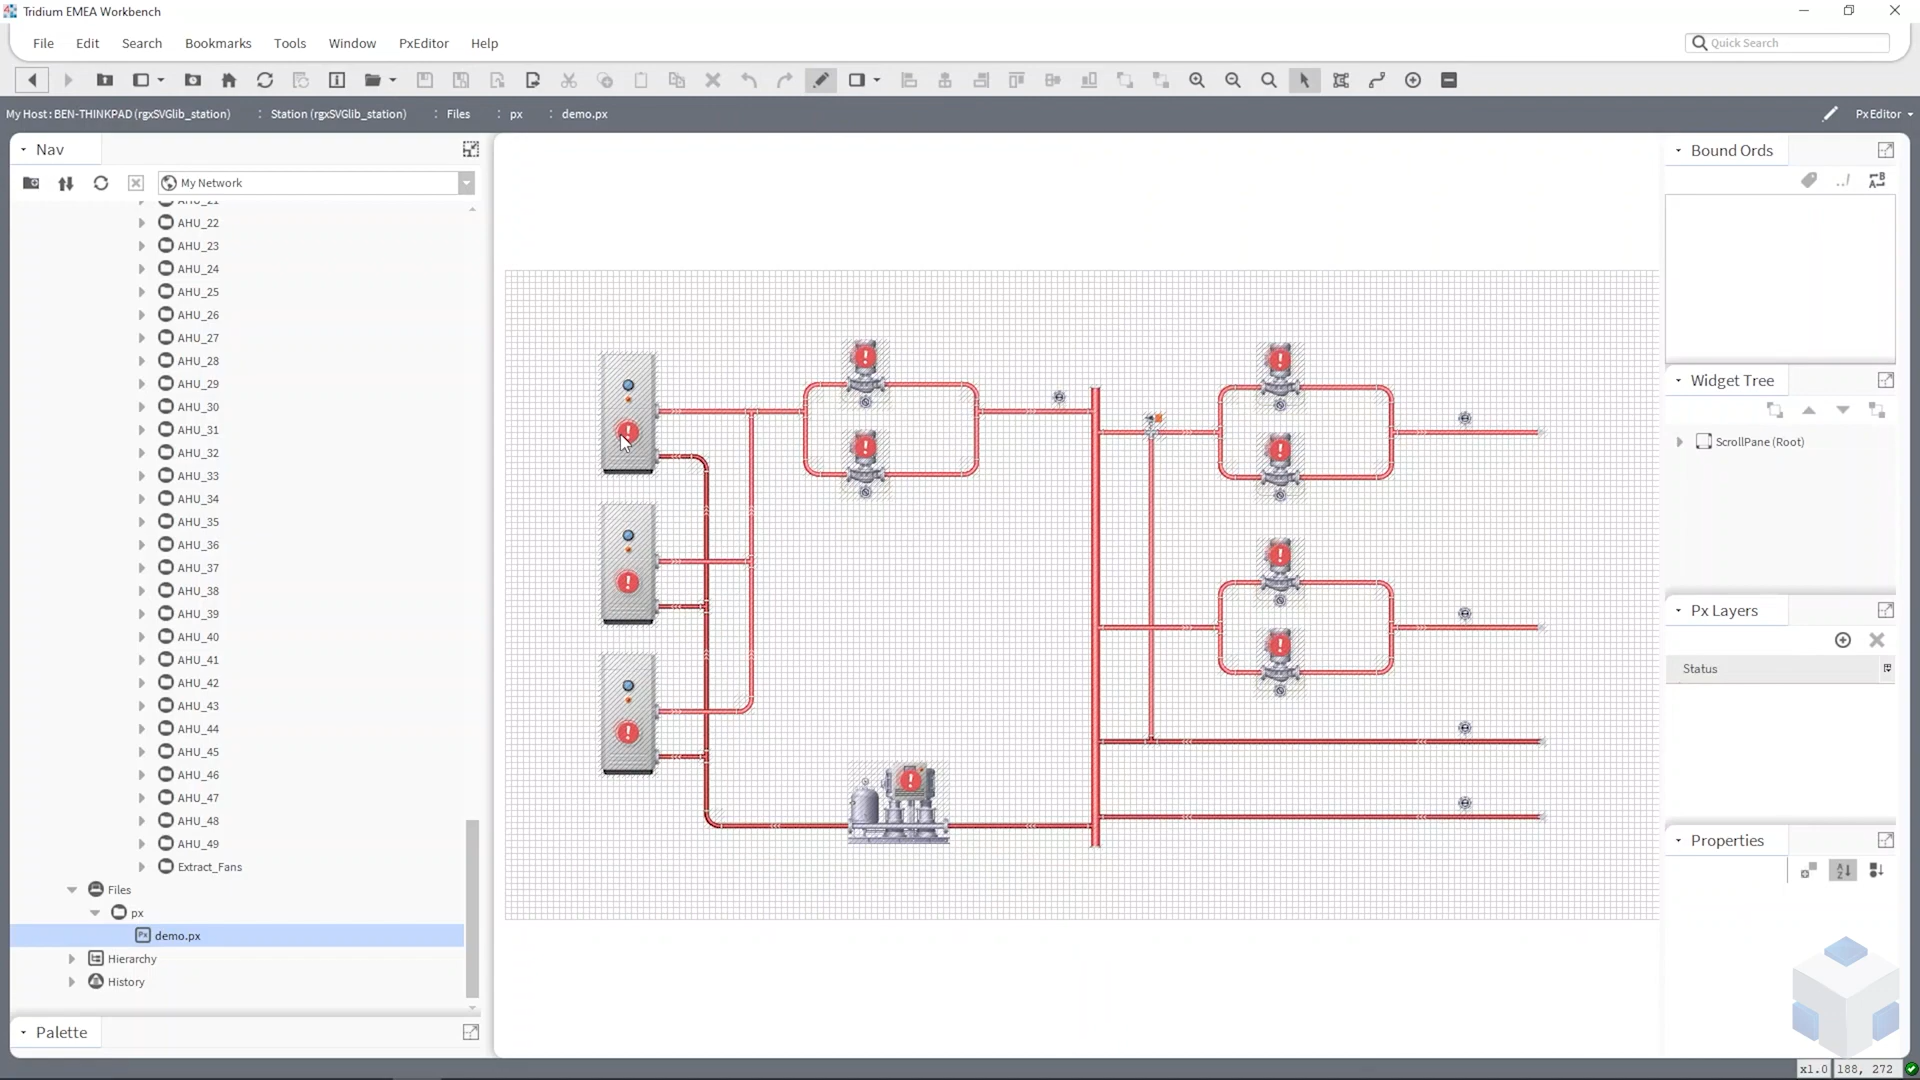 Tridium EMEA Workbench
File Edit Search Bookmarks Tools Window PxEditor Help
Quick Search
My Host : BEN-THINKPAD (rgxSVGlib_station) : Station (rgxSVGlib_station) : Files : px : demo.px
PxEditor
Nav
My Network
AHU_21
AHU_22
AHU_23
AHU_24
AHU_25
AHU_26
AHU_27
AHU_28
AHU_29
AHU_30
AHU_31
AHU_32
AHU_33
AHU_34
AHU_35
AHU_36
AHU_37
AHU_38
AHU_39
AHU_40
AHU_41
AHU_42
AHU_43
AHU_44
AHU_45
AHU_46
AHU_47
AHU_48
AHU_49
Extract_Fans
Files
px
demo.px
Hierarchy
History
Palette
Bound Ords
Widget Tree
ScrollPane (Root)
Px Layers
Status
Properties
x1.0 188, 272